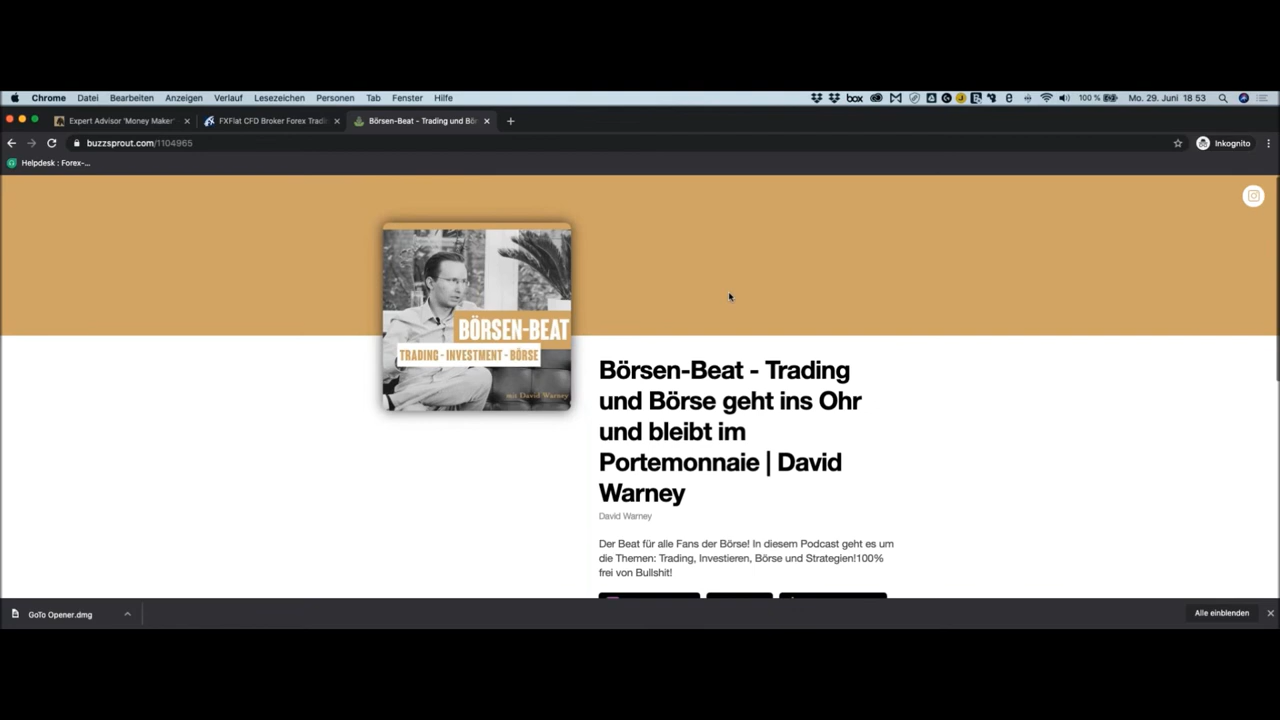 Chrome Datei Bearbeiten Anzeigen Verlauf Lesezeichen Personen Tab Fenster Hilfe box 100 % Mo. 29. Juni 18 53
Expert Advisor 'Money Maker' FXFlat CFD Broker Forex Tradin Börsen-Beat - Trading und Bör
buzzsprout.com/1104965 Inkognito
Helpdesk : Forex-...
BÖRSEN-BEAT
TRADING - INVESTMENT - BÖRSE
mit David Warney
Börsen-Beat - Trading
und Börse geht ins Ohr
und bleibt im
Portemonnaie | David
Warney
David Warney
Der Beat für alle Fans der Börse! In diesem Podcast geht es um
die Themen: Trading, Investieren, Börse und Strategien!100%
frei von Bullshit!
GoTo Opener.dmg Alle einblenden